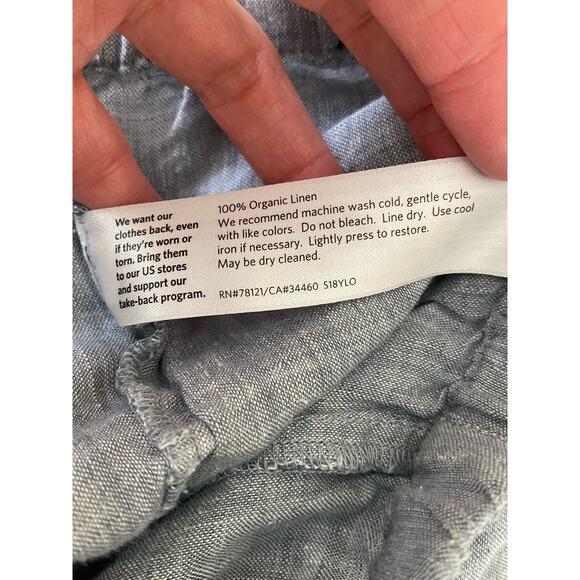 We want our
clothes back, even
if they're worn or
torn. Bring them
to our US stores
and support our
take-back program.
100% Organic Linen
We recommend machine wash cold, gentle cycle,
with like colors. Do not bleach. Line dry. Use cool
iron if necessary. Lightly press to restore.
May be dry cleaned.
RN#78121/CA#34460 S18YLO